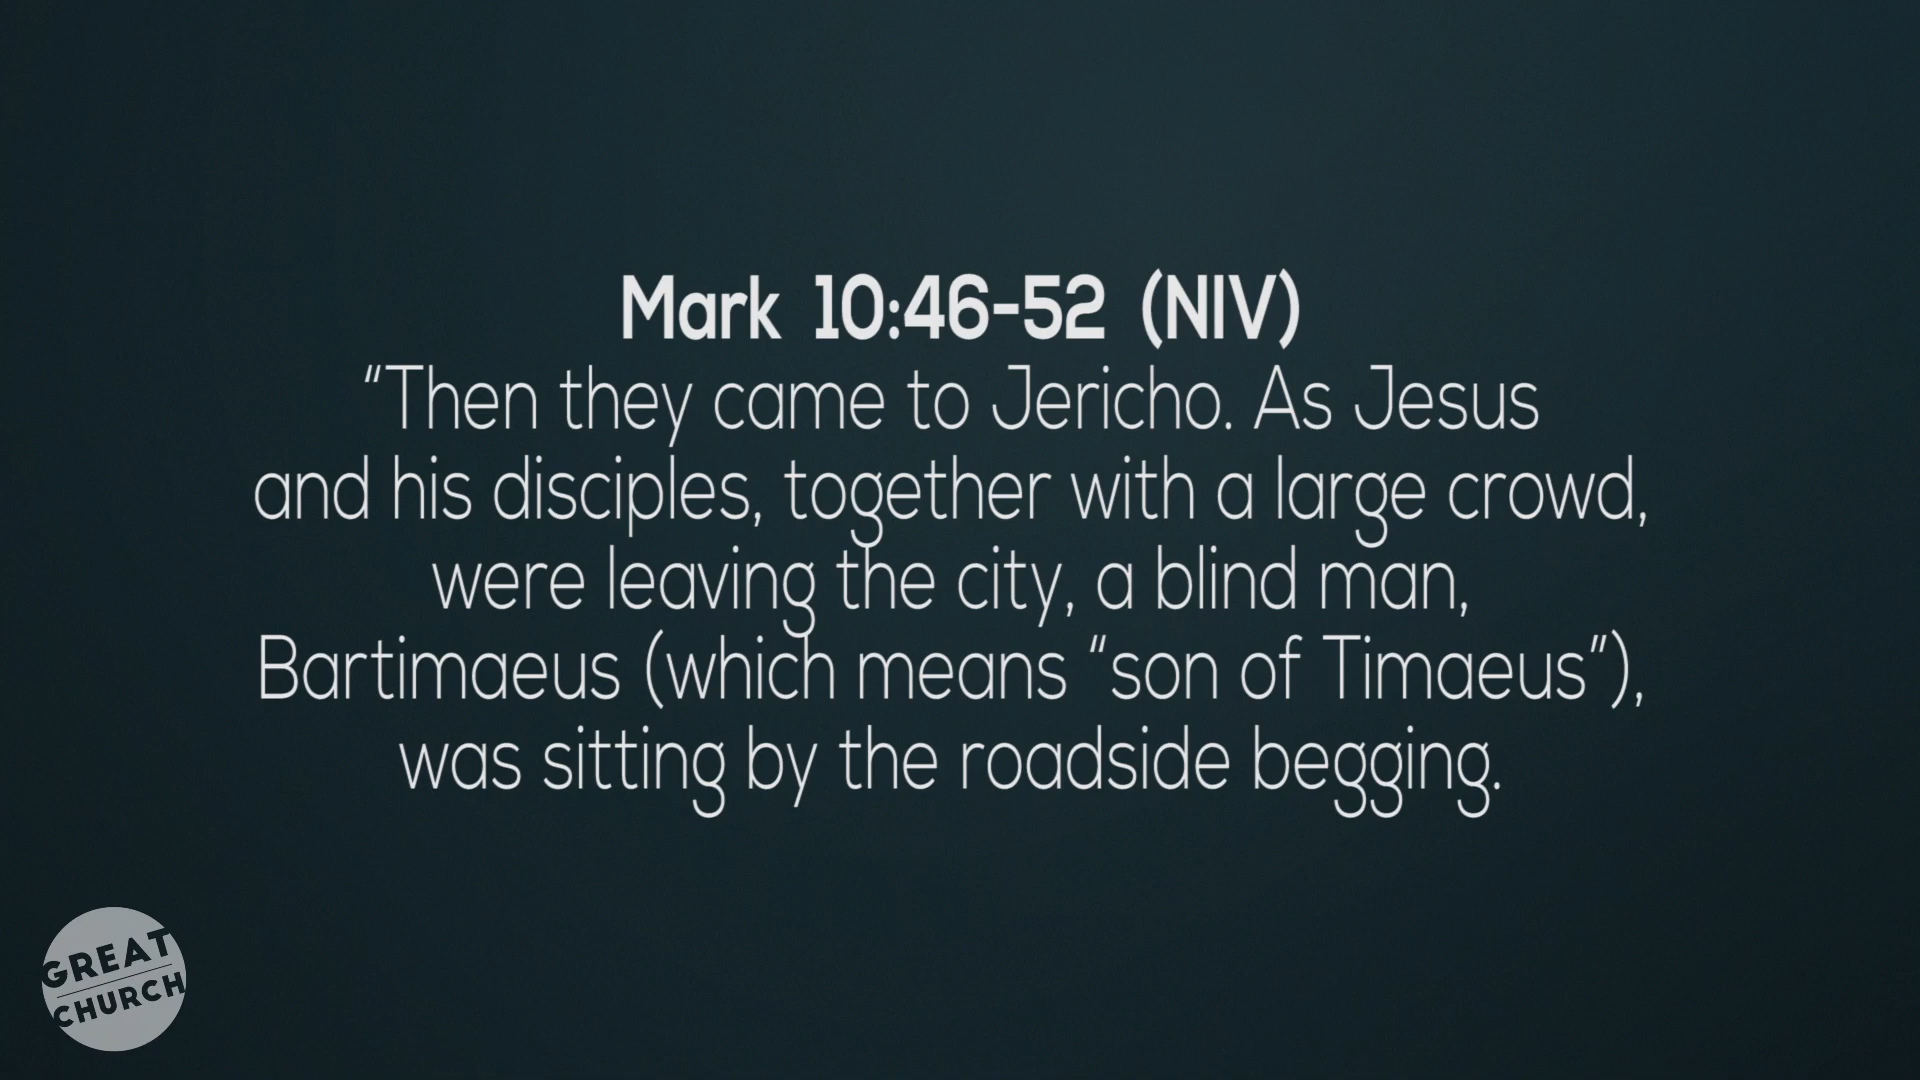 Mark 10:46-52 (NIV)
“Then they came to Jericho. As Jesus
and his disciples, together with a large crowd,
were leaving the city, a blind man,
Bartimaeus (which means “son of Timaeus”),
was sitting by the roadside begging.
GREAT
CHURCH